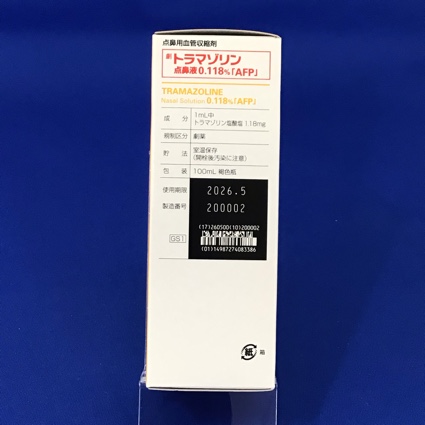 点鼻用血管収縮剤
劇 トラマゾリン
点鼻液0.118%「AFP」
TRAMAZOLINE
Nasal Solution 0.118%「AFP」
成 分 1mL中
トラマゾリン塩酸塩 1.18mg
規制区分 劇薬
貯 法 室温保存
(開栓後汚染に注意)
包 装 100mL 褐色瓶
使用期限 2026.5
製造番号 200002
(17)260500(10)200002
GS1
(01)14987274083386
紙 箱